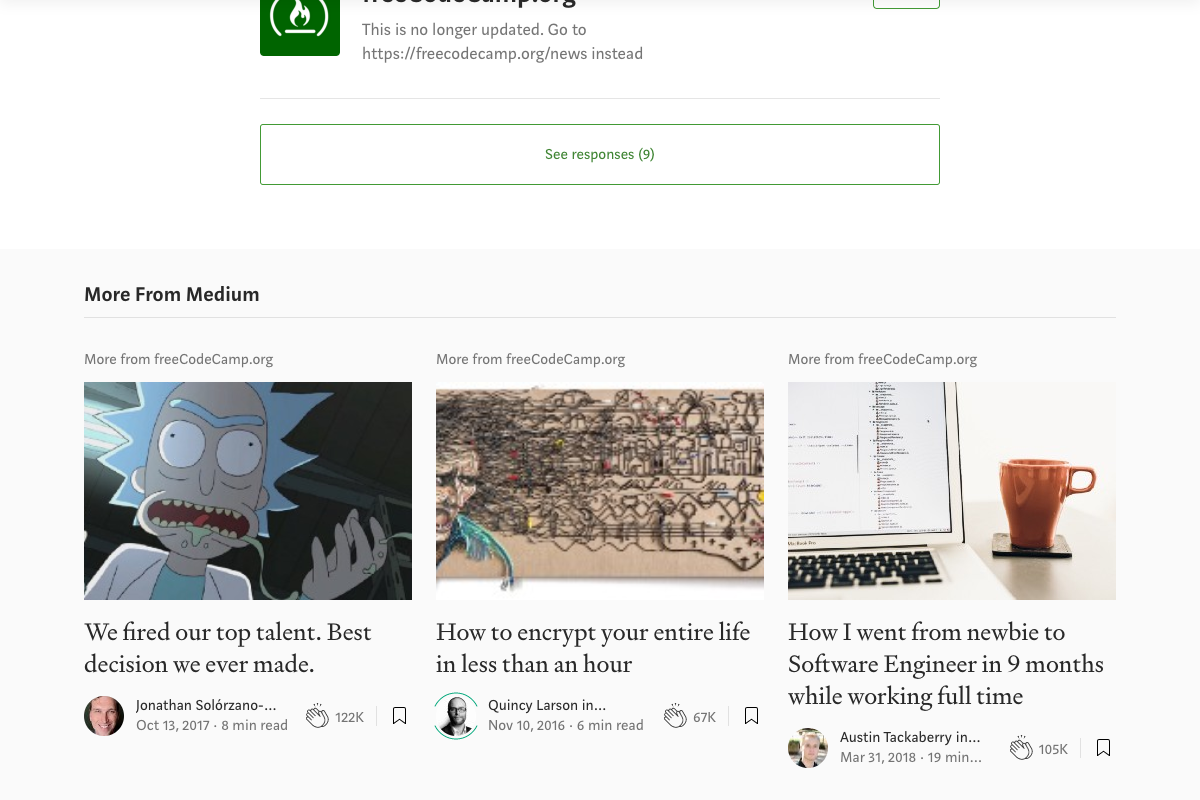 freeCodeCamp.org
This is no longer updated. Go to
https://freecodecamp.org/news instead
See responses (9)
More From Medium
More from freeCodeCamp.org
More from freeCodeCamp.org
More from freeCodeCamp.org
We fired our top talent. Best
decision we ever made.
Jonathan Solórzano-...
Oct 13, 2017 · 8 min read
122K
How to encrypt your entire life
in less than an hour
Quincy Larson in...
Nov 10, 2016 · 6 min read
67K
How I went from newbie to
Software Engineer in 9 months
while working full time
Austin Tackaberry in...
Mar 31, 2018 · 19 min...
105K